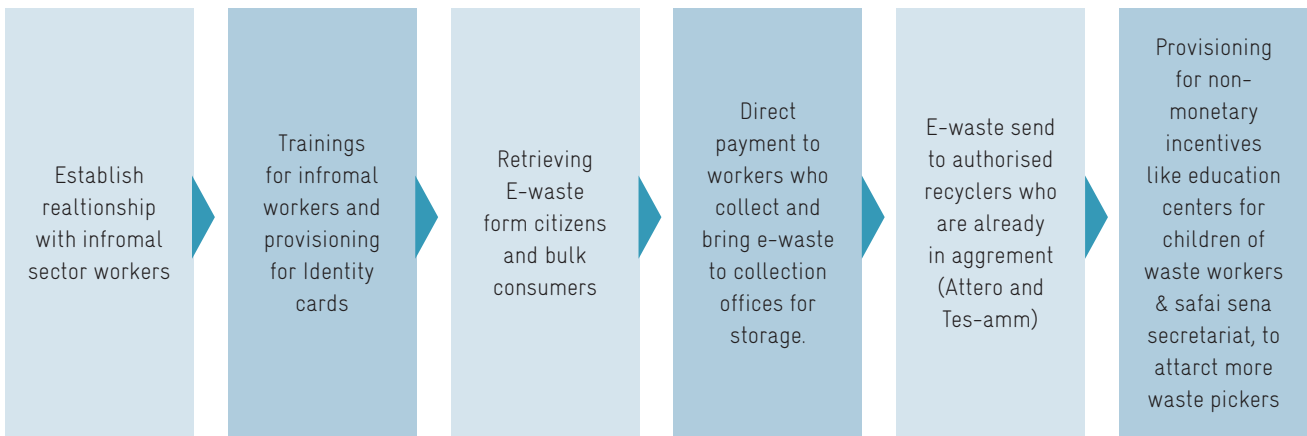 Establish
realtionship
with infromal
sector workers
Trainings
for infromal
workers and
provisioning
for Identity
cards
Retrieving
E-waste
form citizens
and bulk
consumers
Direct
payment to
workers who
collect and
bring e-waste
to collection
offices for
storage.
E-waste send
to authorised
recyclers who
are already
in aggrement
(Attero and
Tes-amm)
Provisioning
for non-
monetary
incentives
like education
centers for
children of
waste workers
& safai sena
secretariat, to
attarct more
waste pickers